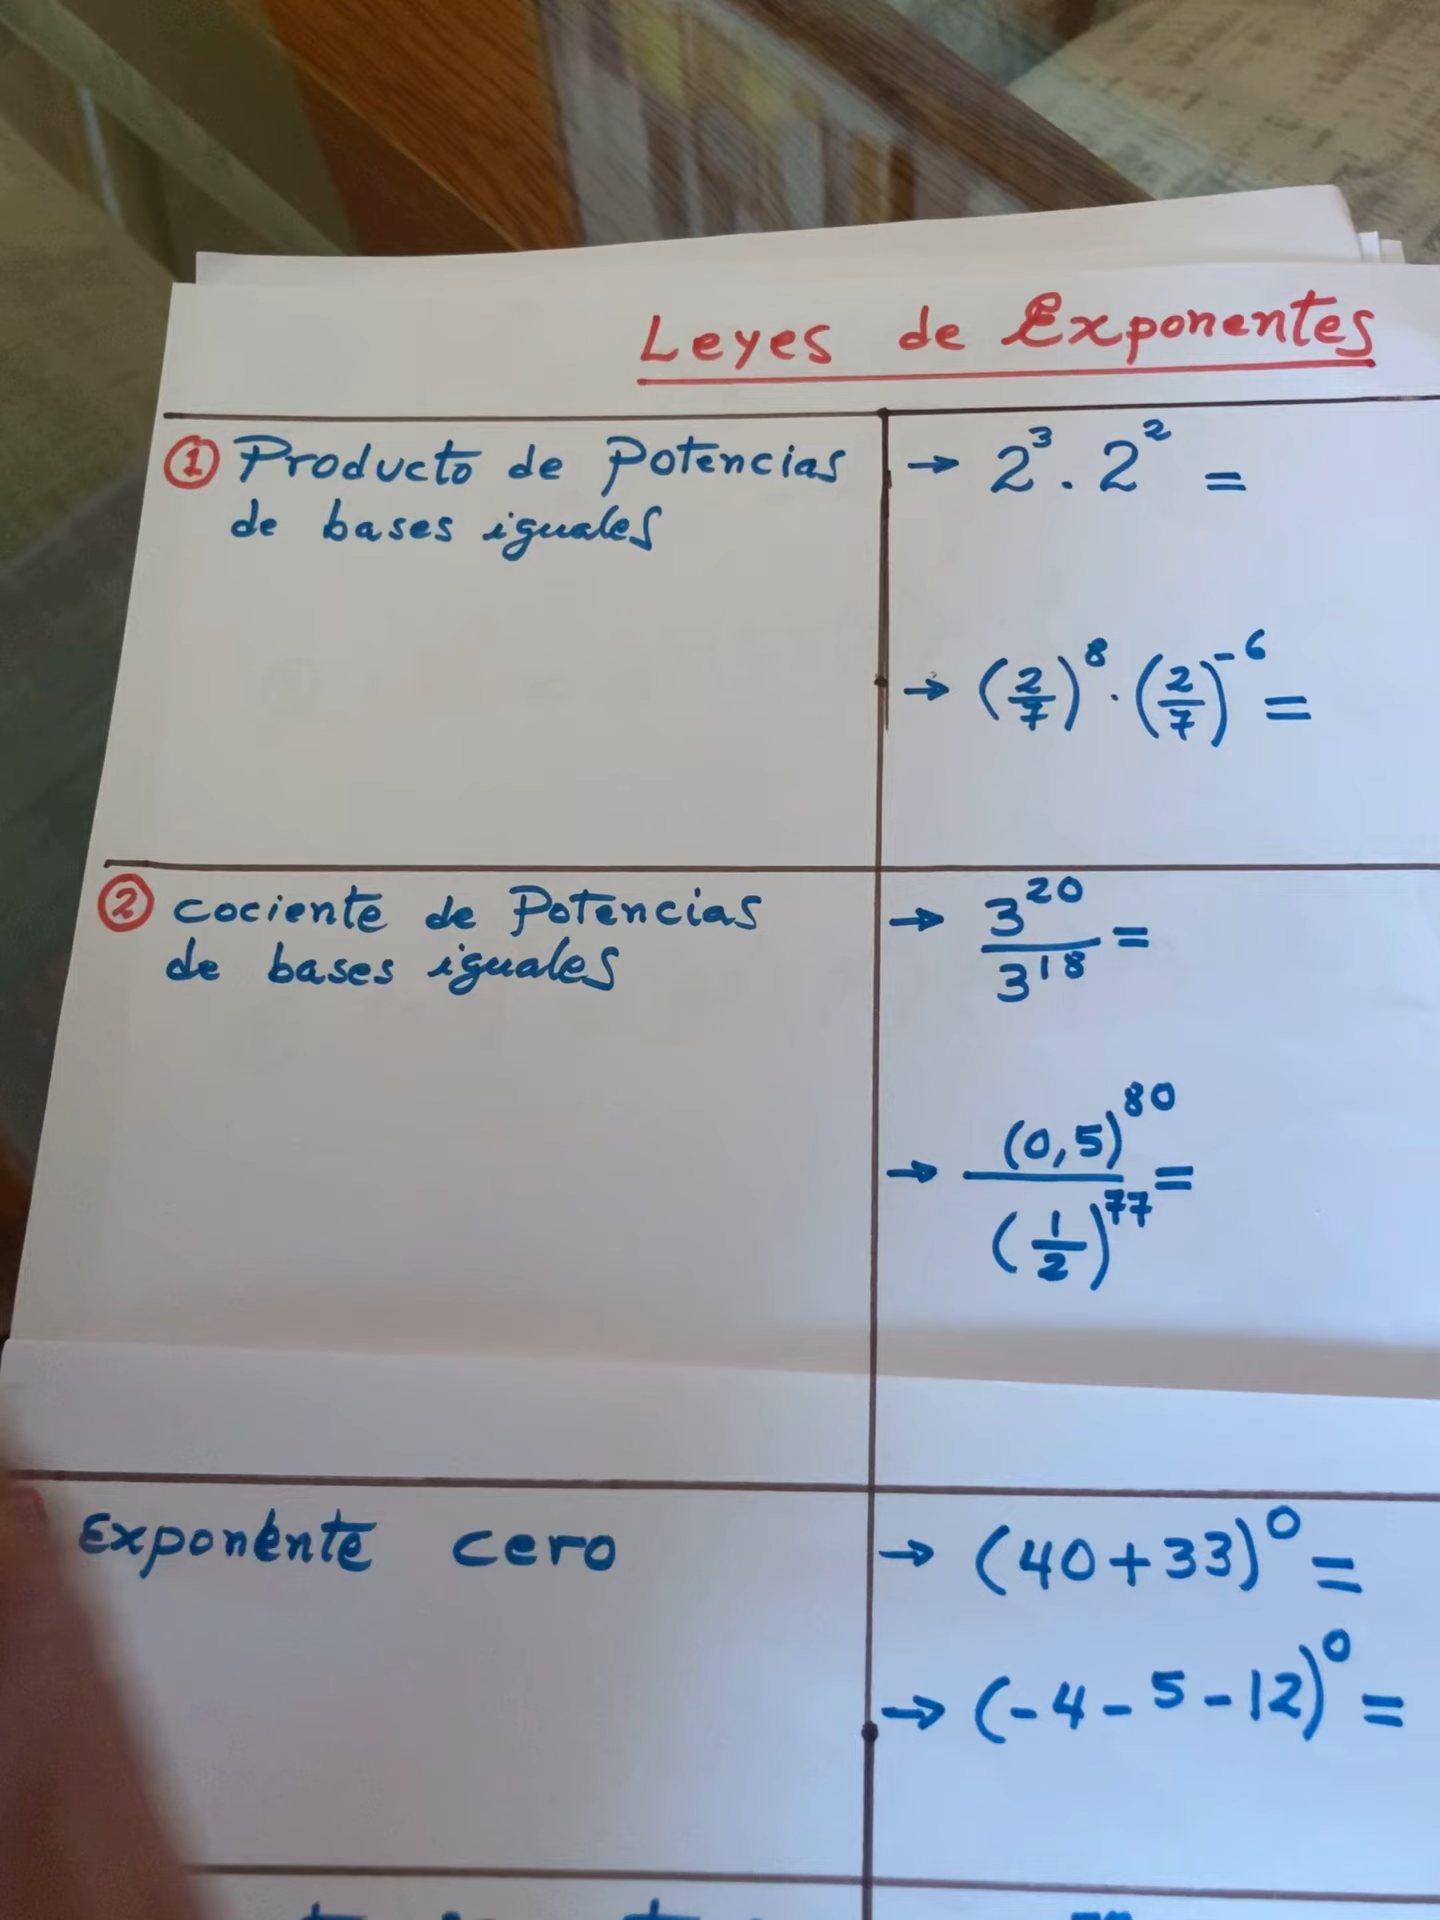 Leyes de Exponentes
① Producto de Potencias
de bases iguales
→ 2³ . 2² =
→ (2/7)⁸ · (2/7)⁻⁶ =
② cociente de Potencias
de bases iguales
→ 3²⁰/3¹⁸ =
→ (0,5)⁸⁰/(1/2)⁷⁷ =
Exponente cero
→ (40+33)⁰ =
→ (-4-5-12)⁰ =